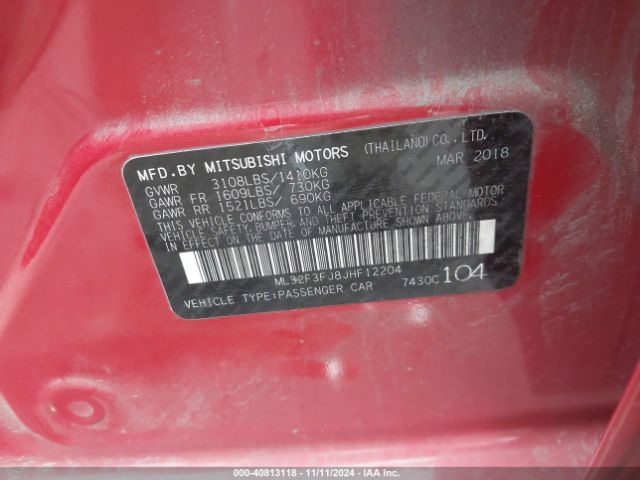 MFD.BY MITSUBISHI MOTORS (THAILAND) CO., LTD.
MAR 2018
GVWR 3108LBS/1410KG
GAWR FR 1609LBS/ 730KG
GAWR RR 1521LBS/ 690KG
THIS VEHICLE CONFORMS TO ALL APPLICABLE FEDERAL MOTOR
VEHICLE SAFETY, BUMPER, AND THEFT PREVENTION STANDARDS
IN EFFECT ON THE DATE OF MANUFACTURE SHOWN ABOVE.
ML32F3FJ8JHF12204
VEHICLE TYPE:PASSENGER CAR 7430C 104
000-40813118 - 11/11/2024 - IAA Inc.